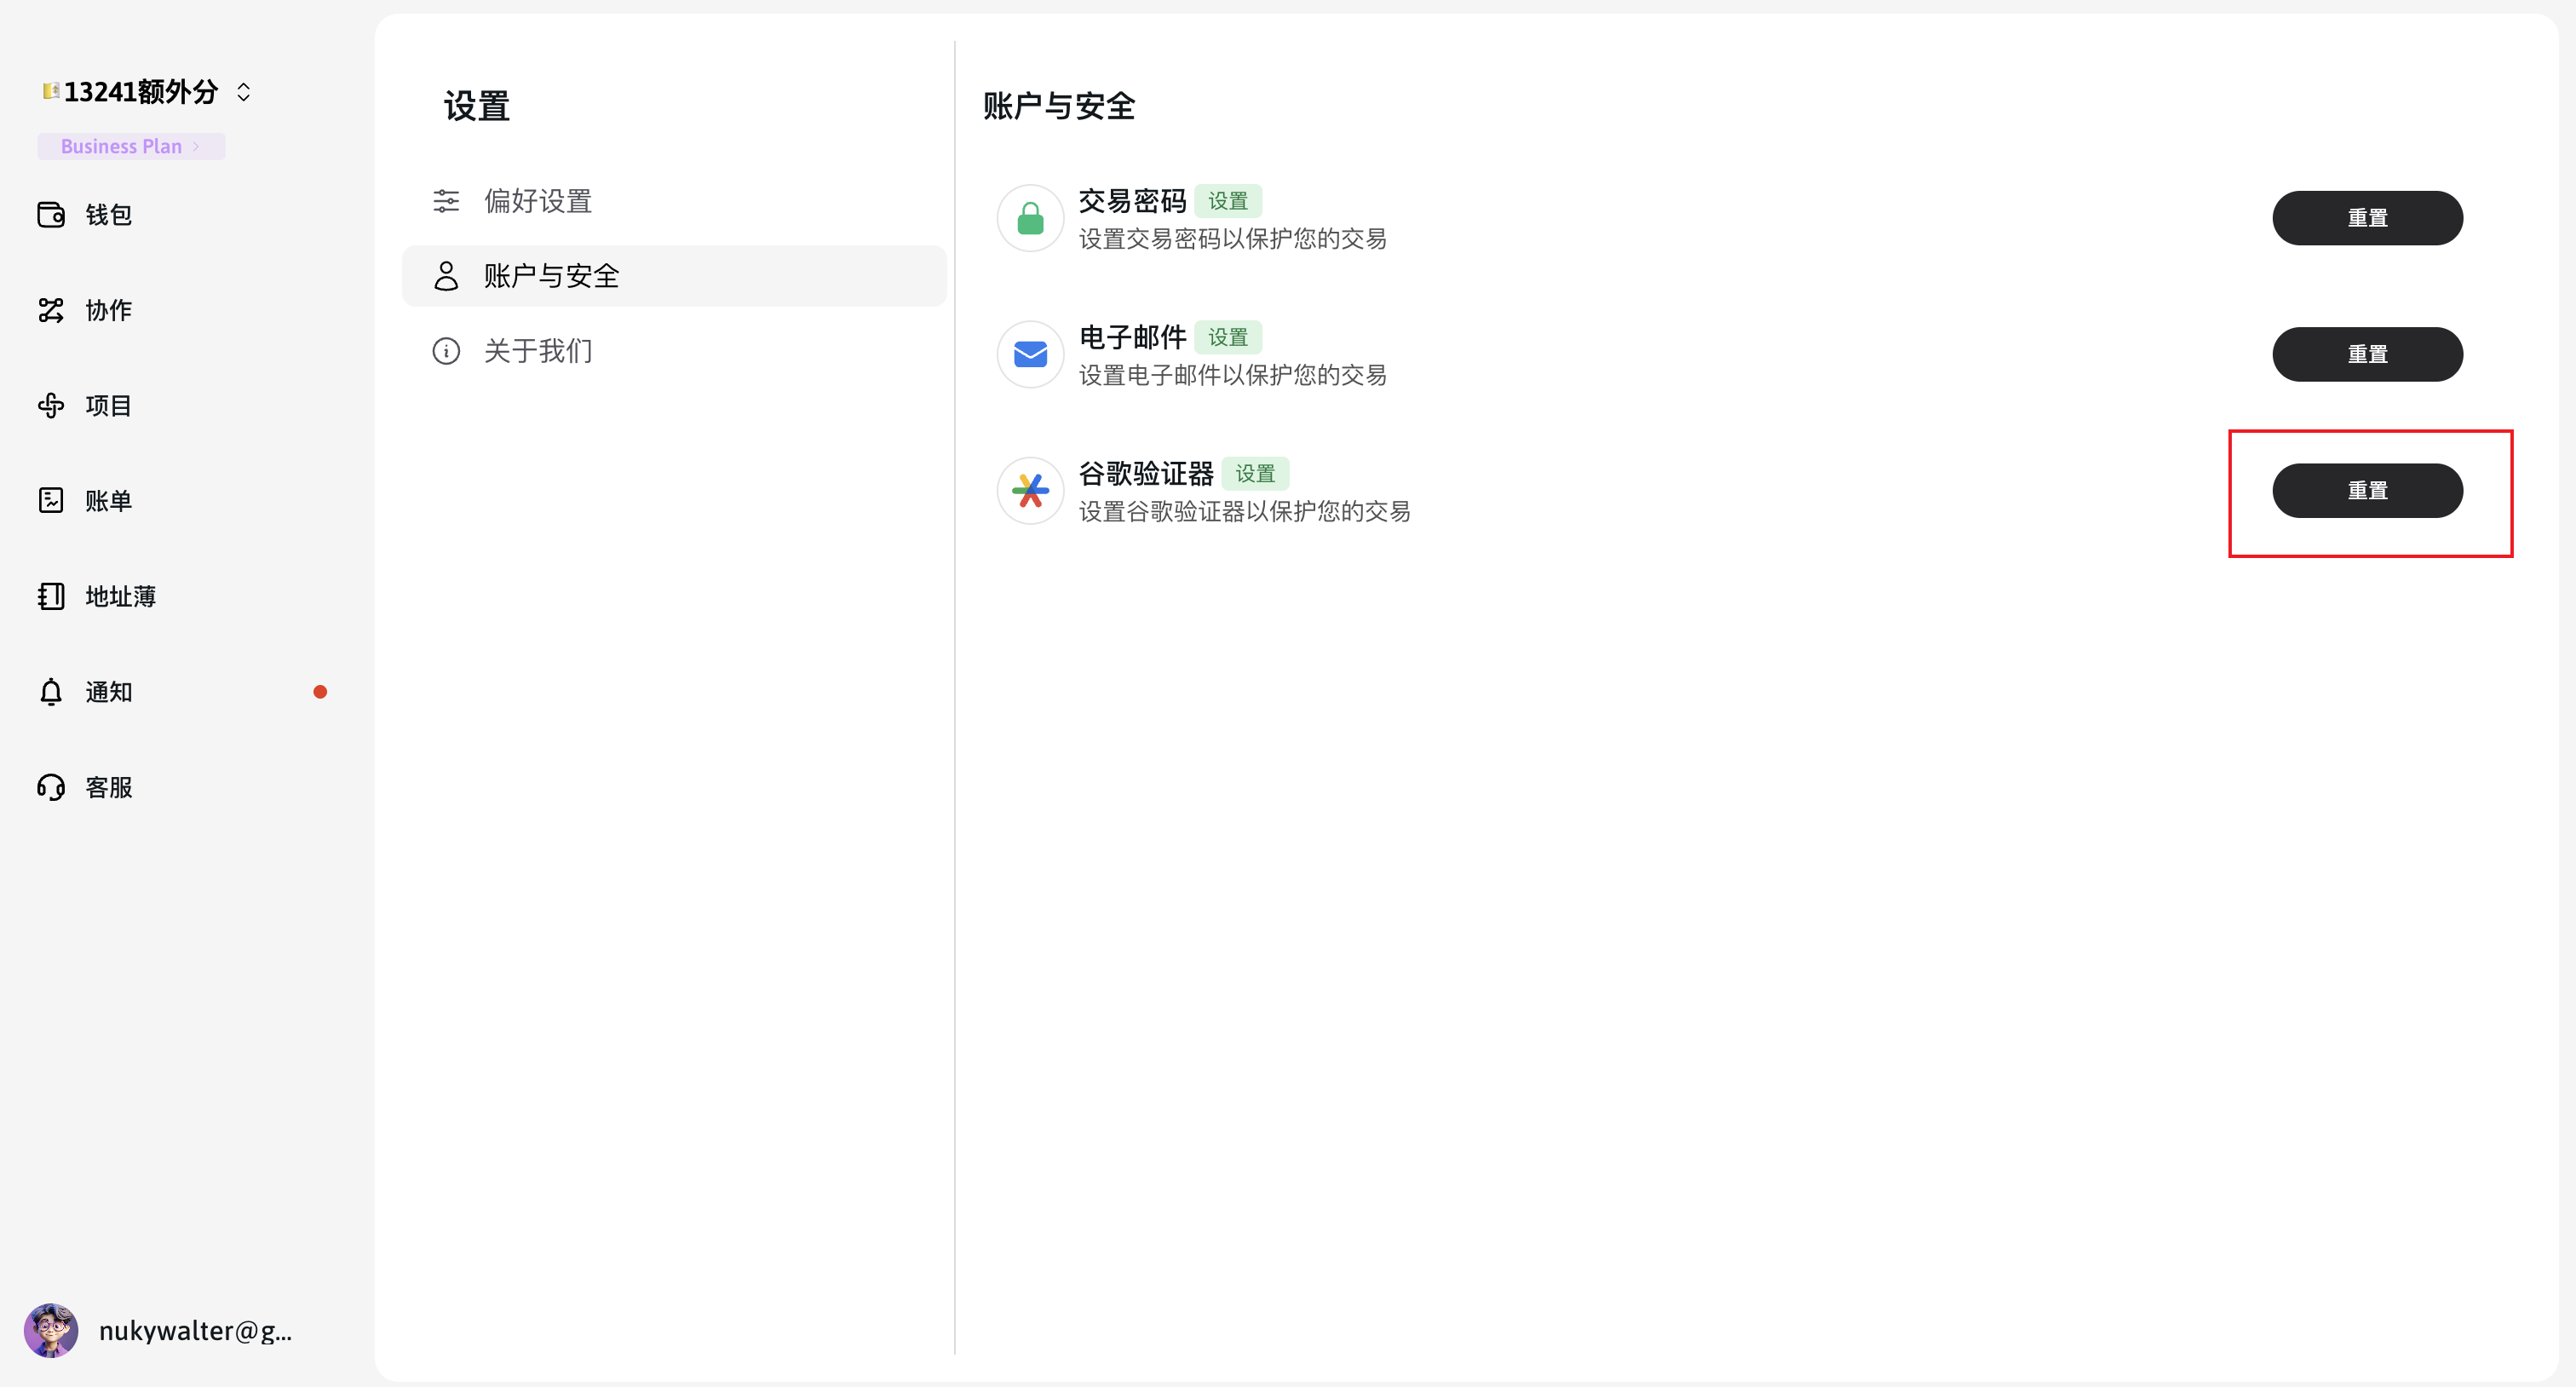 13241额外分
Business Plan
钱包
协作
项目
账单
地址薄
通知
客服
nukywalter@g...
设置
偏好设置
账户与安全
关于我们
账户与安全
交易密码 设置
设置交易密码以保护您的交易
重置
电子邮件 设置
设置电子邮件以保护您的交易
重置
谷歌验证器 设置
设置谷歌验证器以保护您的交易
重置